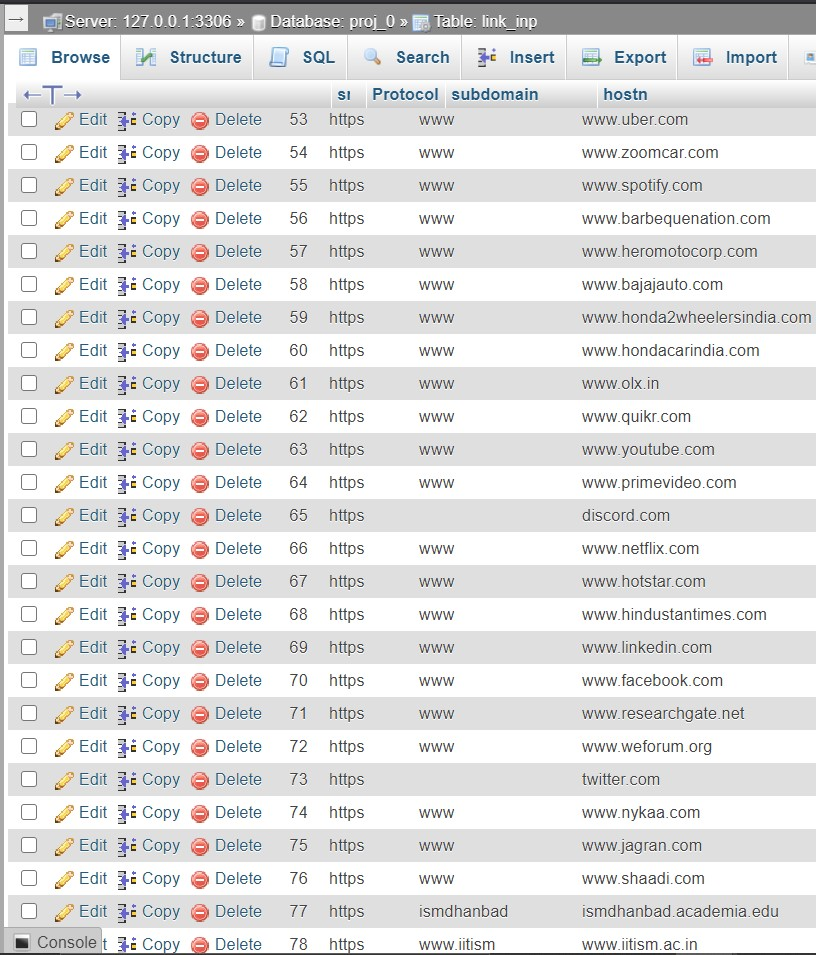 Server: 127.0.0.1:3306 » Database: proj_0 » Table: link_inp
Browse Structure SQL Search Insert Export Import
Protocol subdomain hostn
Edit Copy Delete 53 https www www.uber.com
Edit Copy Delete 54 https www www.zoomcar.com
Edit Copy Delete 55 https www www.spotify.com
Edit Copy Delete 56 https www www.barbequenation.com
Edit Copy Delete 57 https www www.heromotocorp.com
Edit Copy Delete 58 https www www.bajajauto.com
Edit Copy Delete 59 https www www.honda2wheelersindia.com
Edit Copy Delete 60 https www www.hondacarindia.com
Edit Copy Delete 61 https www www.olx.in
Edit Copy Delete 62 https www www.quikr.com
Edit Copy Delete 63 https www www.youtube.com
Edit Copy Delete 64 https www www.primevideo.com
Edit Copy Delete 65 https discord.com
Edit Copy Delete 66 https www www.netflix.com
Edit Copy Delete 67 https www www.hotstar.com
Edit Copy Delete 68 https www www.hindustantimes.com
Edit Copy Delete 69 https www www.linkedin.com
Edit Copy Delete 70 https www www.facebook.com
Edit Copy Delete 71 https www www.researchgate.net
Edit Copy Delete 72 https www www.weforum.org
Edit Copy Delete 73 https twitter.com
Edit Copy Delete 74 https www www.nykaa.com
Edit Copy Delete 75 https www www.jagran.com
Edit Copy Delete 76 https www www.shaadi.com
Edit Copy Delete 77 https ismdhanbad ismdhanbad.academia.edu
Console t Copy Delete 78 https www.iitism www.iitism.ac.in